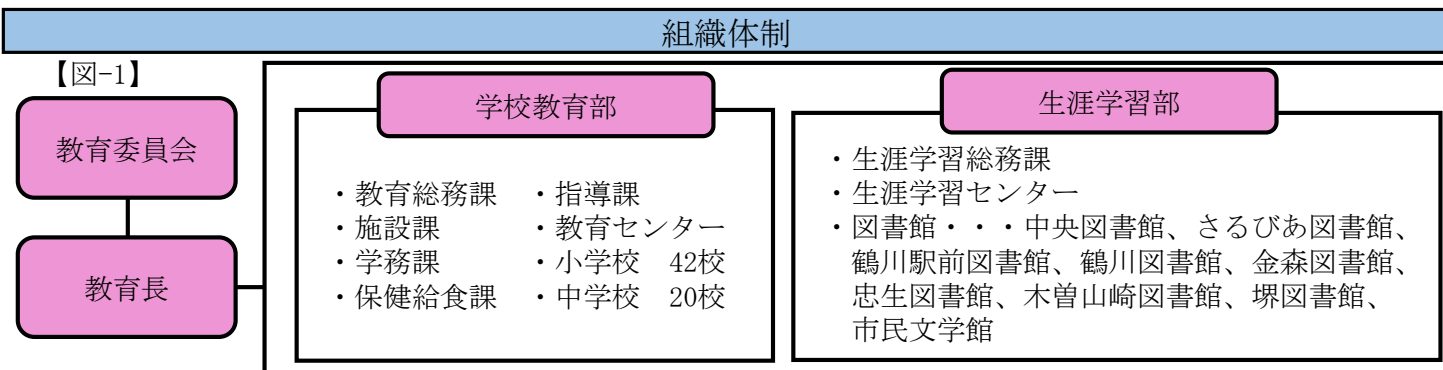 組織体制
【図-1】
教育委員会
教育長
学校教育部
・教育総務課　・指導課
・施設課　・教育センター
・学務課　・小学校　42校
・保健給食課　・中学校　20校
生涯学習部
・生涯学習総務課
・生涯学習センター
・図書館・・・中央図書館、さるびあ図書館、
鶴川駅前図書館、鶴川図書館、金森図書館、
忠生図書館、木曽山崎図書館、堺図書館、
市民文学館